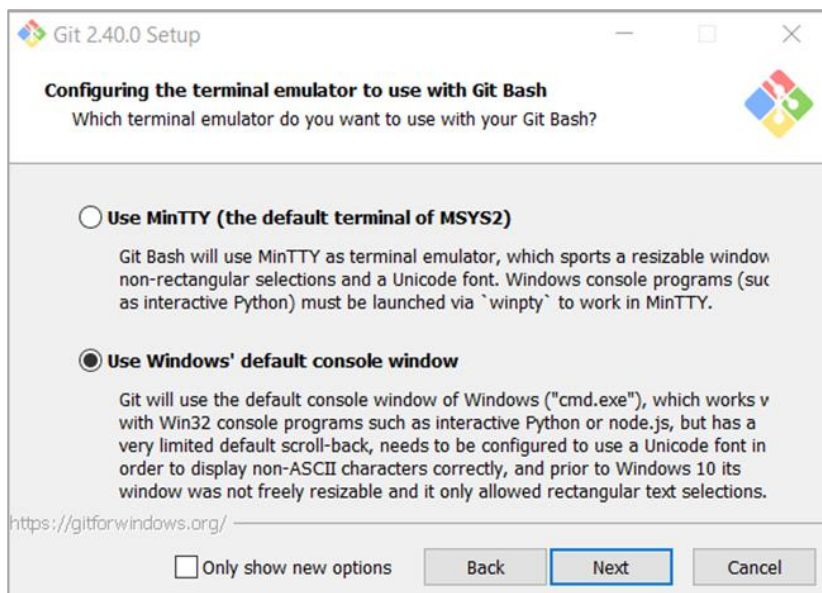 Git 2.40.0 Setup
Configuring the terminal emulator to use with Git Bash
Which terminal emulator do you want to use with your Git Bash?
Use MinTTY (the default terminal of MSYS2)
Git Bash will use MinTTY as terminal emulator, which sports a resizable window
non-rectangular selections and a Unicode font. Windows console programs (suc
as interactive Python) must be launched via `winpty` to work in MinTTY.
Use Windows' default console window
Git will use the default console window of Windows ("cmd.exe"), which works w
with Win32 console programs such as interactive Python or node.js, but has a
very limited default scroll-back, needs to be configured to use a Unicode font in
order to display non-ASCII characters correctly, and prior to Windows 10 its
window was not freely resizable and it only allowed rectangular text selections.
https://gitforwindows.org/
Only show new options Back Next Cancel